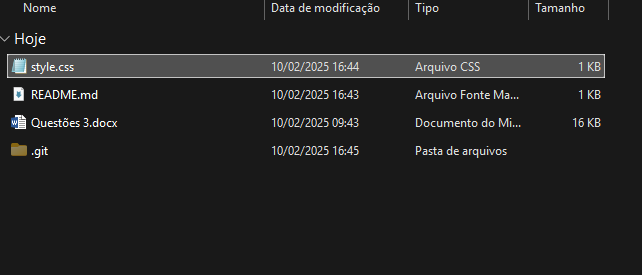 Nome Data de modificação Tipo Tamanho
Hoje
style.css 10/02/2025 16:44 Arquivo CSS 1 KB
README.md 10/02/2025 16:43 Arquivo Fonte Ma... 1 KB
Questões 3.docx 10/02/2025 09:43 Documento do Mi... 16 KB
.git 10/02/2025 16:45 Pasta de arquivos